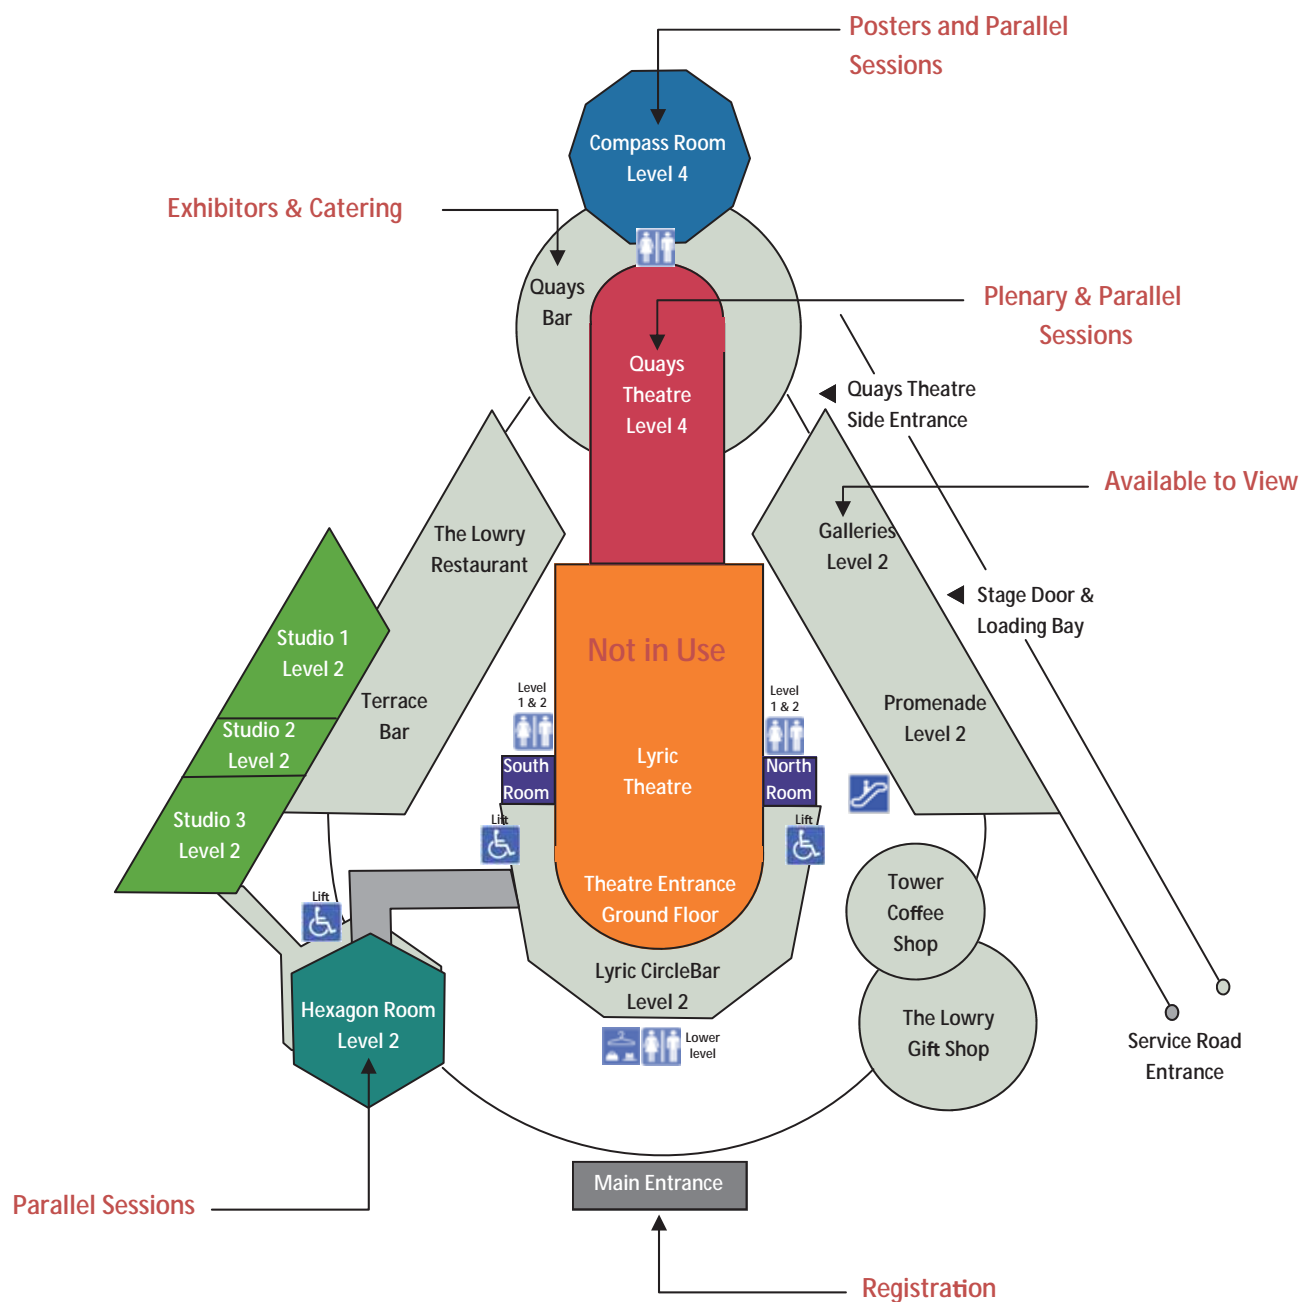 Posters and Parallel
Sessions
Compass Room
Level 4
Exhibitors & Catering
Quays
Bar
Plenary & Parallel
Sessions
Quays
Theatre
Level 4
Quays Theatre
Side Entrance
Available to View
The Lowry
Restaurant
Galleries
Level 2
Stage Door &
Loading Bay
Studio 1
Level 2
Not in Use
Level
1 & 2
Level
1 & 2
Terrace
Bar
Promenade
Level 2
Studio 2
Level 2
Lyric
Theatre
South
Room
North
Room
Studio 3
Level 2
Lift
Lift
Theatre Entrance
Ground Floor
Tower
Coffee
Shop
Lift
Lyric CircleBar
Level 2
Hexagon Room
Level 2
The Lowry
Gift Shop
Lower
level
Service Road
Entrance
Main Entrance
Parallel Sessions
Registration